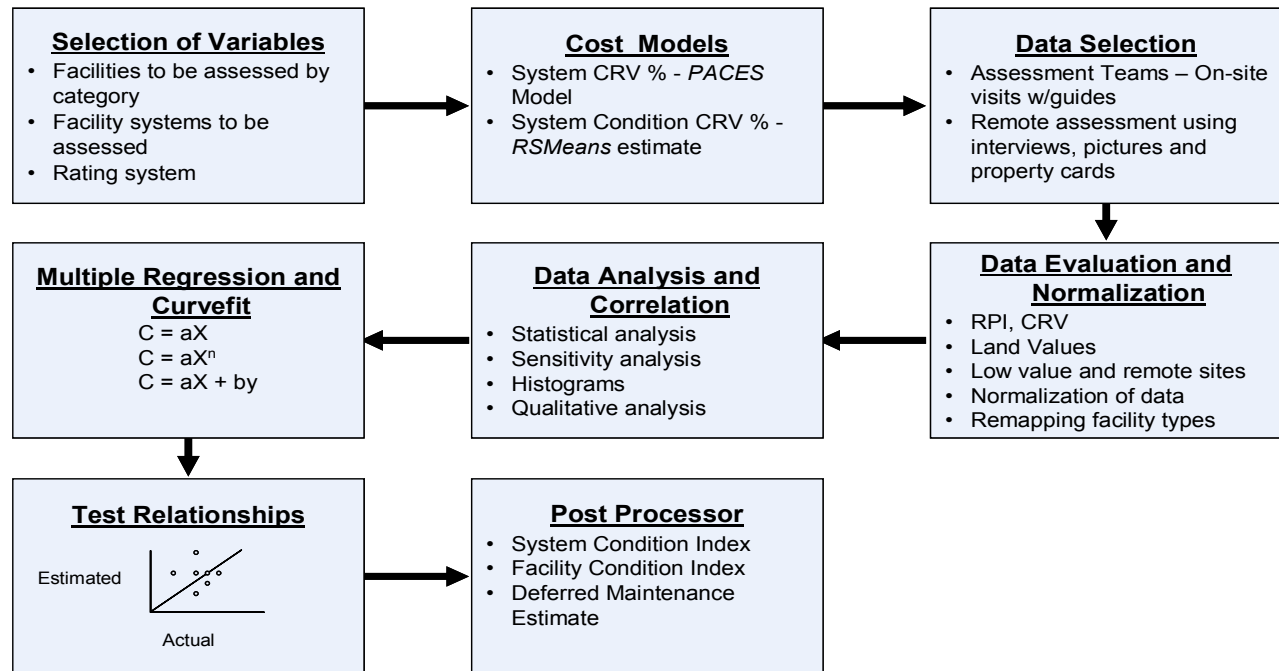 Selection of Variables
• Facilities to be assessed by
category
• Facility systems to be
assessed
• Rating system
Cost Models
• System CRV % - PACES
Model
• System Condition CRV % -
RSMeans estimate
Data Selection
• Assessment Teams – On-site
visits w/guides
• Remote assessment using
interviews, pictures and
property cards
Data Evaluation and
Normalization
• RPI, CRV
• Land Values
• Low value and remote sites
• Normalization of data
• Remapping facility types
Data Analysis and
Correlation
• Statistical analysis
• Sensitivity analysis
• Histograms
• Qualitative analysis
Multiple Regression and
Curvefit
C = aX
C = aXⁿ
C = aX + by
Test Relationships
Estimated
Actual
Post Processor
• System Condition Index
• Facility Condition Index
• Deferred Maintenance
Estimate